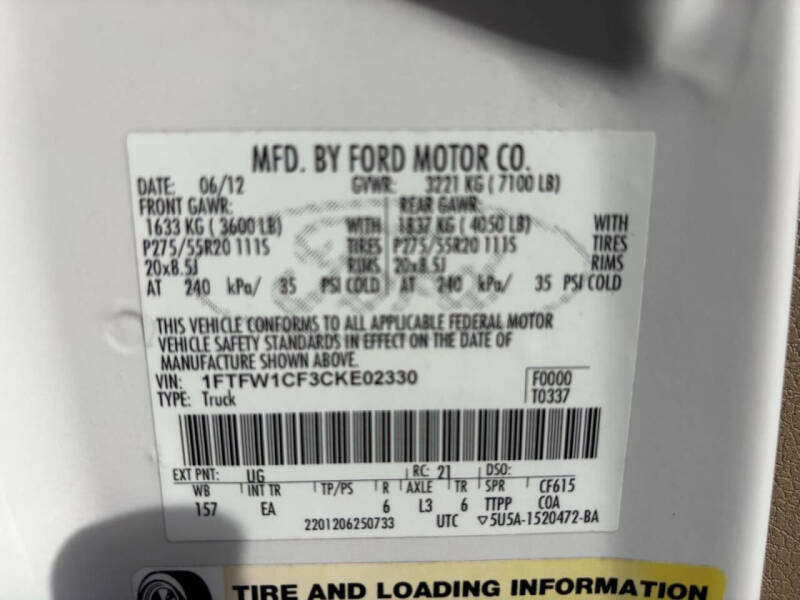 MFD. BY FORD MOTOR CO.
DATE: 06/12 GVWR: 3221 KG ( 7100 LB)
FRONT GAWR: REAR GAWR:
1633 KG ( 3600 LB) WITH 1837 KG ( 4050 LB) WITH
P275/55R20 111S TIRES P275/55R20 111S TIRES
20x8.5J RIMS 20x8.5J RIMS
AT 240 kPa/ 35 PSI COLD AT 240 kPa/ 35 PSI COLD
THIS VEHICLE CONFORMS TO ALL APPLICABLE FEDERAL MOTOR
VEHICLE SAFETY STANDARDS IN EFFECT ON THE DATE OF
MANUFACTURE SHOWN ABOVE.
VIN: 1FTFW1CF3CKE02330 F0000
TYPE: Truck T0337
EXT PNT: UG RC: 21 DSO:
WB INT TR TP/PS R AXLE TR SPR CF615
157 EA 6 L3 6 TTPP COA
2201206250733 UTC ▽5U5A-1520472-BA
TIRE AND LOADING INFORMATION